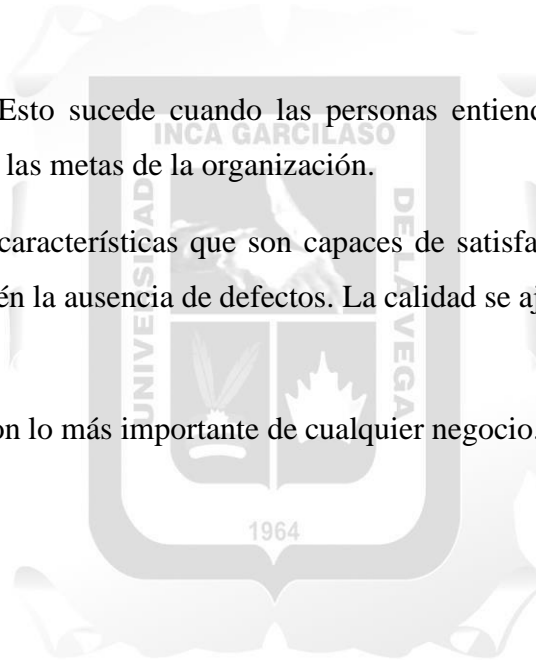 Esto sucede cuando las personas entiend
INCA GARCILASO
las metas de la organización.
UNIVERSIDAD
DE LA VEGA
características que son capaces de satisfa
én la ausencia de defectos. La calidad se aj
on lo más importante de cualquier negocio.
1964